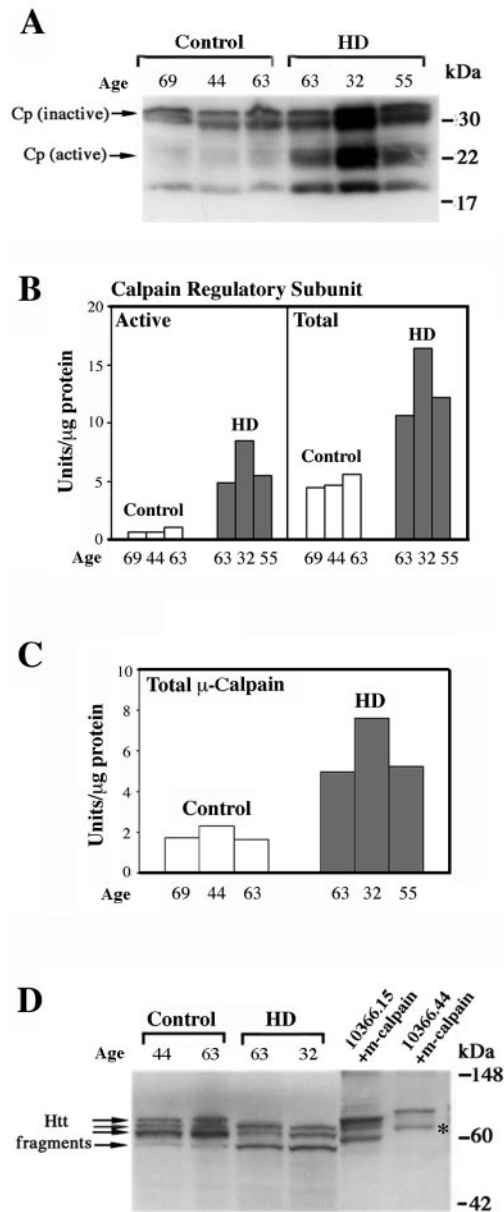 A
Control HD
Age 69 44 63 63 32 55 kDa
Cp (inactive) 30
Cp (active) 22
17
B
Calpain Regulatory Subunit
Active Total
20
15
10
5
0
Units/μg protein
Control HD Control HD
Age 69 44 63 63 32 55 69 44 63 63 32 55
C
Total μ-Calpain
10
8
6
4
2
0
Units/μg protein
Control HD
Age 69 44 63 63 32 55
D
Control HD 10366.15 10366.44
+m-calpain +m-calpain
Age 44 63 63 32 kDa
148
Htt
fragments
60
*
42